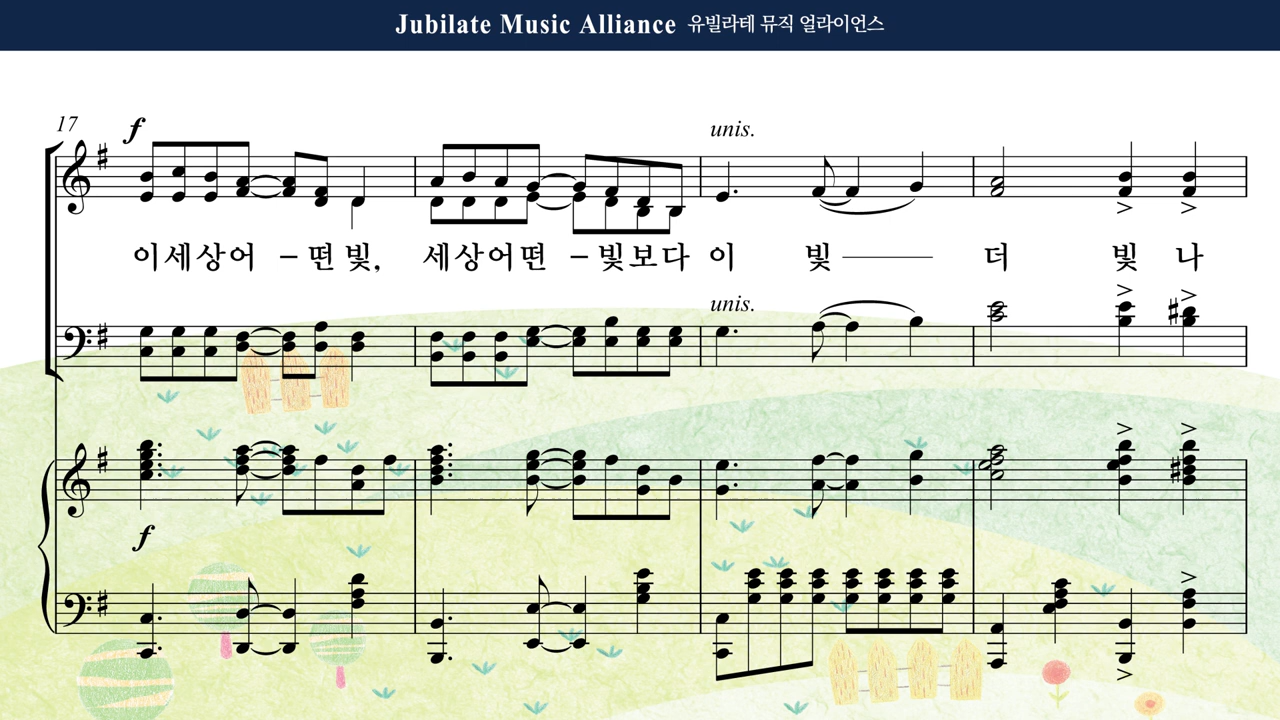 Jubilate Music Alliance 유빌라테 뮤직 얼라이언스
17
f
unis.
이 세 상 어 – 떤 빛, 세 상 어 떤 – 빛 보 다 이 빛 더 빛 나
unis.
f